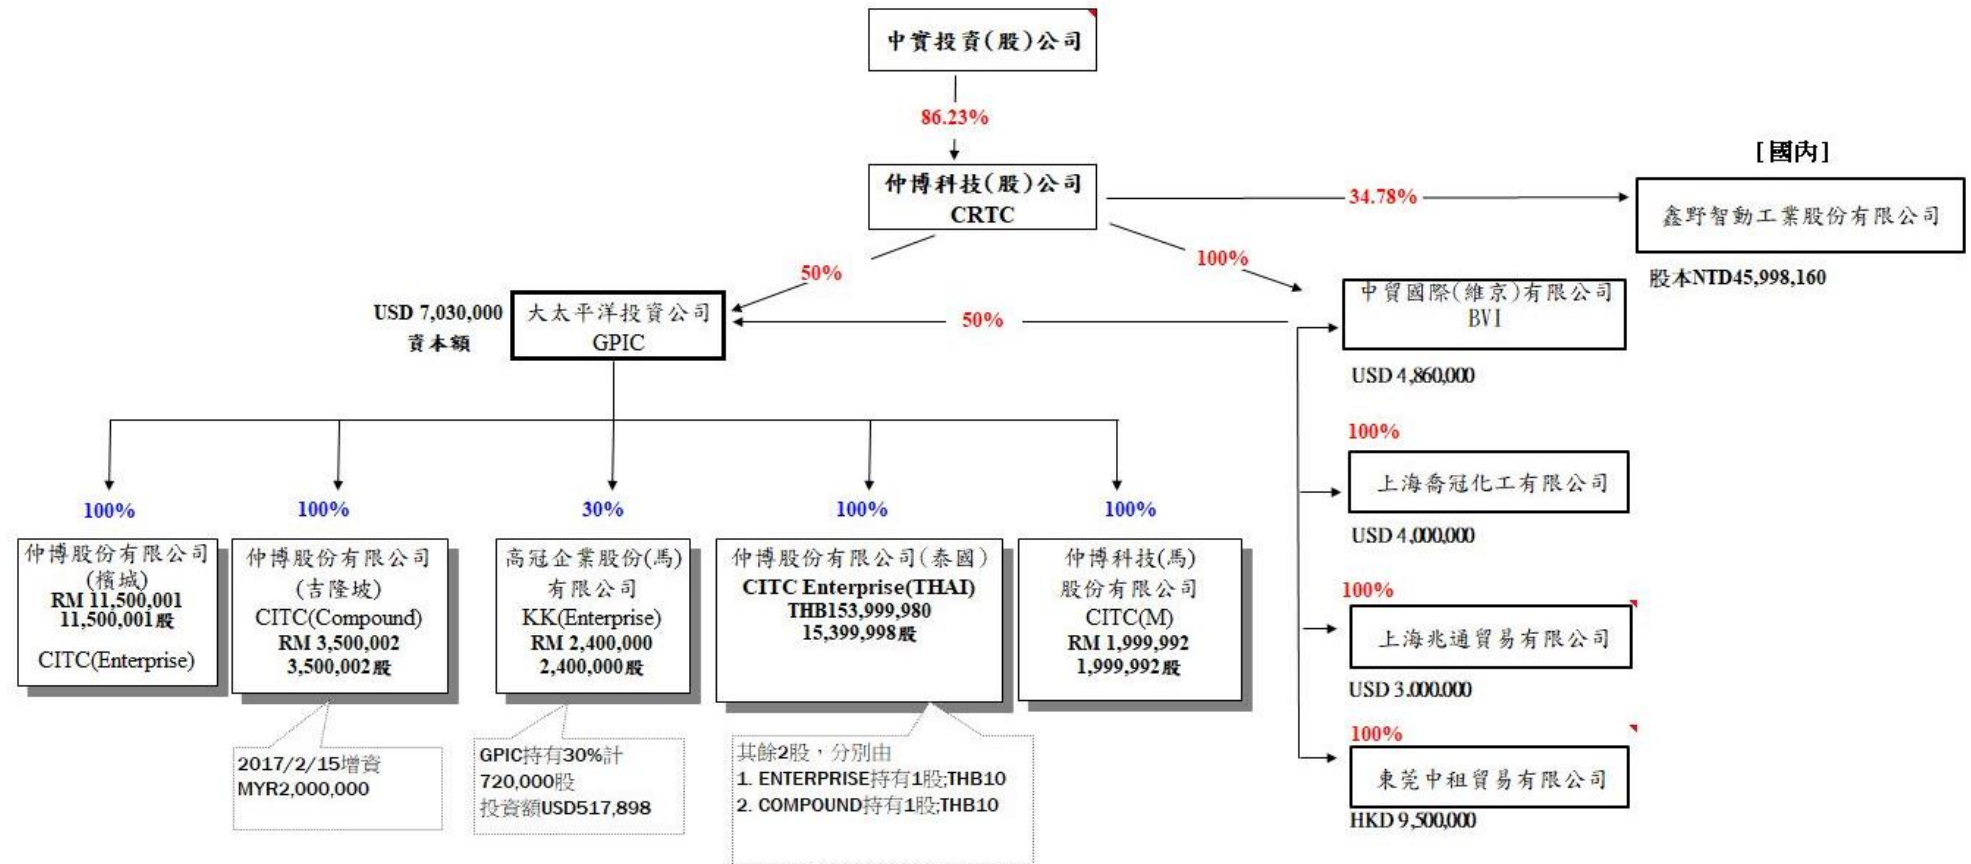 中實投資(股)公司
86.23%
仲博科技(股)公司
CRTC
34.78%
[國內]
鑫野智動工業股份有限公司
股本NTD45,998,160
50%
100%
USD 7,030,000
資本額
大太平洋投資公司
GPIC
50%
中貿國際(維京)有限公司
BVI
USD 4,860,000
100%
上海喬冠化工有限公司
USD 4,000,000
100%
上海兆通貿易有限公司
USD 3.000.000
100%
東莞中租貿易有限公司
HKD 9,500,000
100%
仲博股份有限公司
(檳城)
RM 11,500,001
11,500,001股
CITC(Enterprise)
100%
仲博股份有限公司
(吉隆坡)
CITC(Compound)
RM 3,500,002
3,500,002股
2017/2/15增資
MYR2,000,000
30%
高冠企業股份(馬)
有限公司
KK(Enterprise)
RM 2,400,000
2,400,000股
GPIC持有30%計
720,000股
投資額USD517,898
100%
仲博股份有限公司(泰國)
CITC Enterprise(THAI)
THB153,999,980
15,399,998股
其餘2股，分別由
1. ENTERPRISE持有1股;THB10
2. COMPOUND持有1股;THB10
100%
仲博科技(馬)
股份有限公司
CITC(M)
RM 1,999,992
1,999,992股